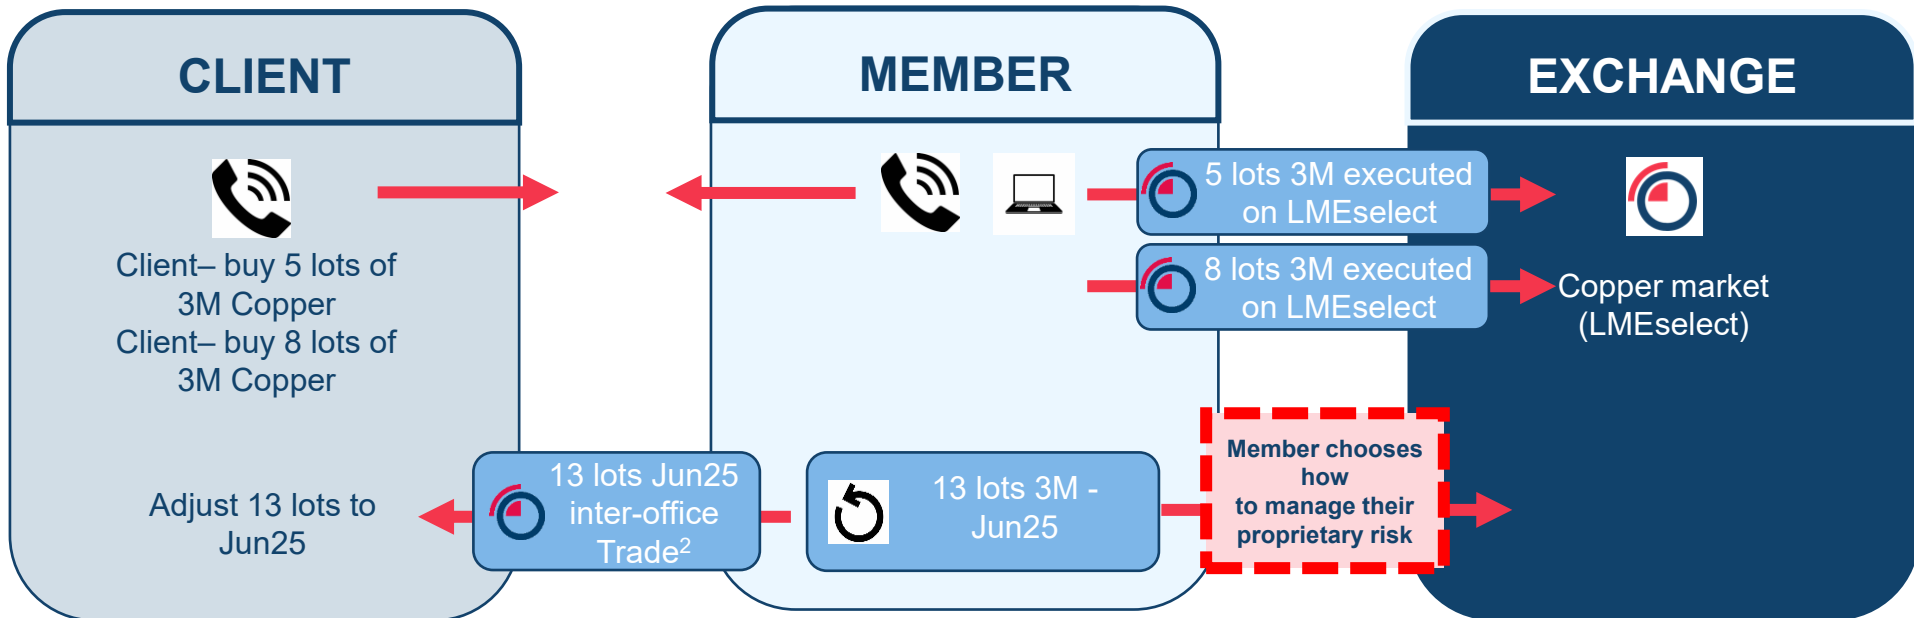 CLIENT
MEMBER
EXCHANGE
Client– buy 5 lots of
3M Copper
Client– buy 8 lots of
3M Copper
5 lots 3M executed
on LMEselect
8 lots 3M executed
on LMEselect
Copper market
(LMEselect)
Adjust 13 lots to
Jun25
13 lots Jun25
inter-office
Trade²
13 lots 3M -
Jun25
Member chooses
how
to manage their
proprietary risk